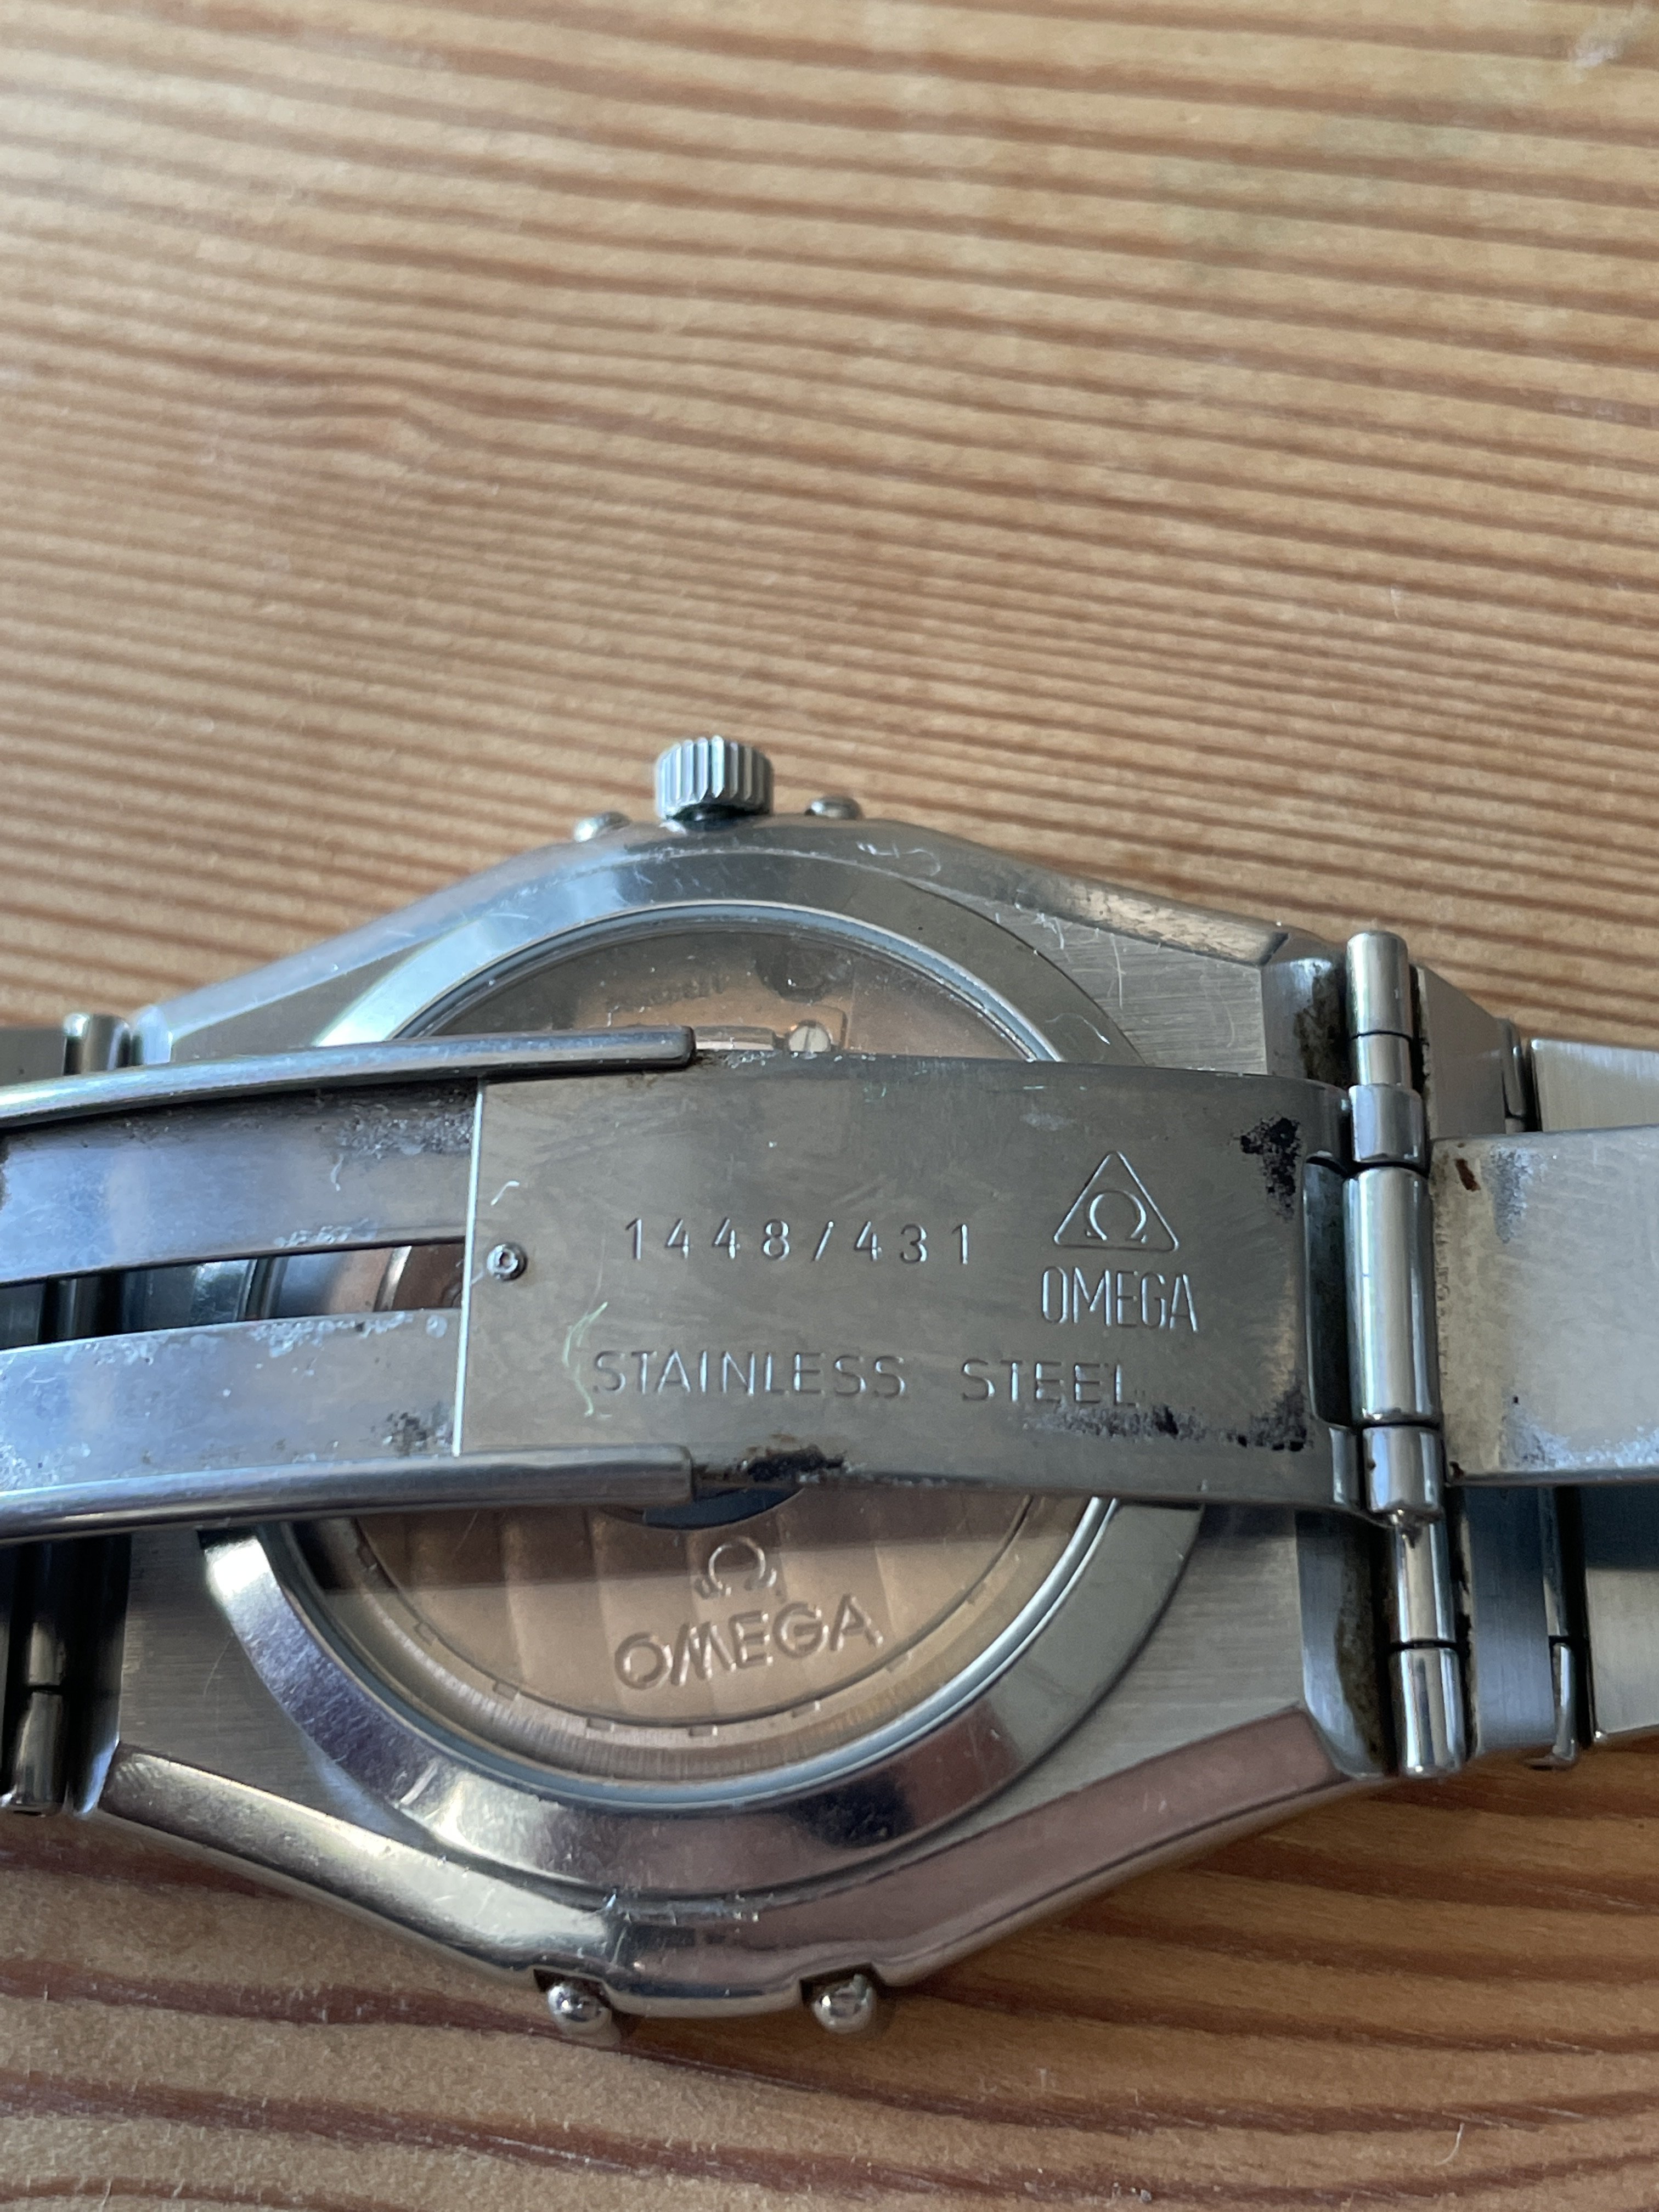 1448/431
Ω
OMEGA
STAINLESS STEEL
Ω
OMEGA